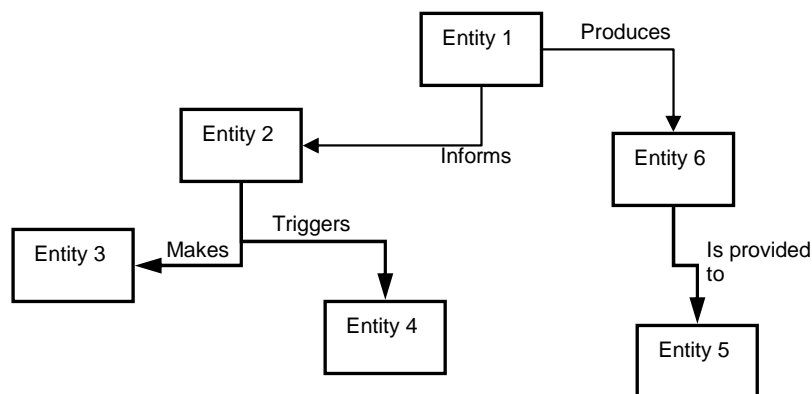 Produces
Entity 1
Entity 2
Informs
Entity 6
Triggers
Entity 3
Makes
Is provided
to
Entity 4
Entity 5